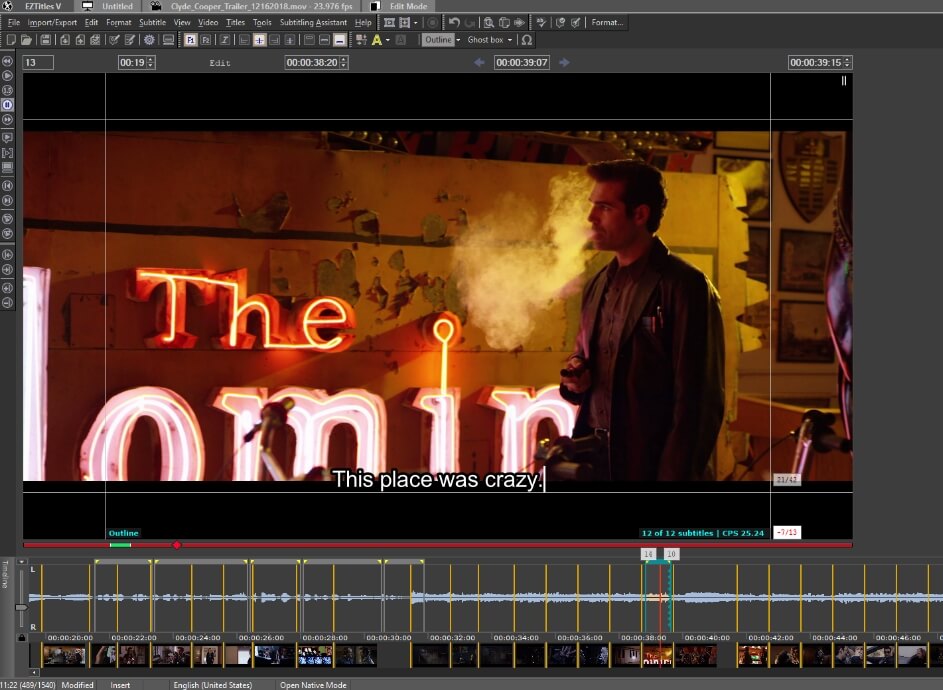 EZTitles V Untitled Clyde_Cooper_Trailer_12162018.mov - 23.976 fps Edit Mode
File Import/Export Edit Format Subtitle View Video Titles Tools Subtitling Assistant Help Format...
F1 F2 I A Outline Ghost box Ω
13 00:19 Edit 00:00:38:20 00:00:39:07 00:00:39:15
The
omin
This place was crazy.
21/42
Outline 12 of 12 subtitles | CPS 25.24 -7/13
14 10
Timeline
L
R
00:00:20:00 00:00:22:00 00:00:24:00 00:00:26:00 00:00:28:00 00:00:30:00 00:00:32:00 00:00:34:00 00:00:36:00 00:00:38:00 00:00:40:00 00:00:42:00 00:00:44:00 00:00:46:00
11:22 (489/1540) Modified Insert English (United States) Open Native Mode